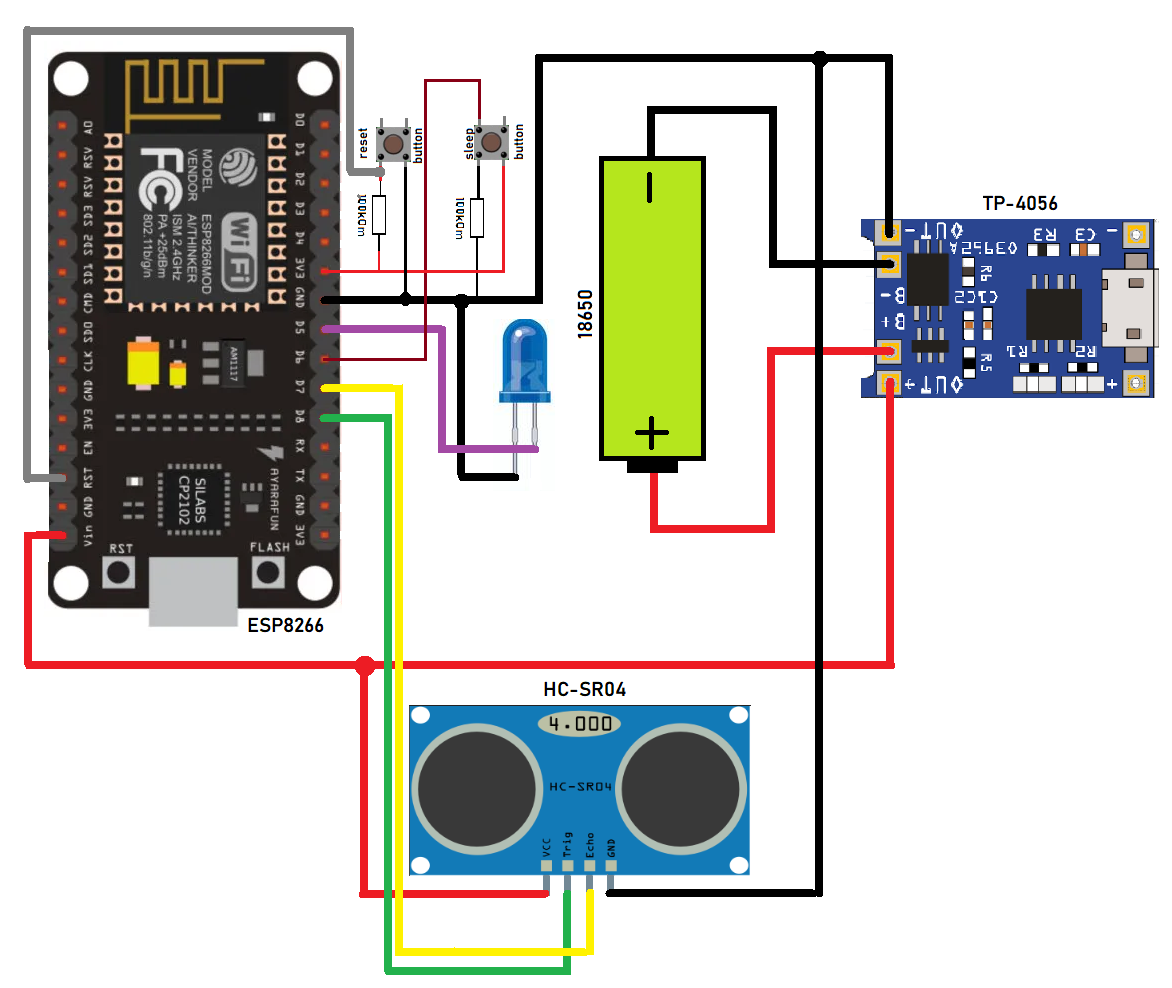 A0
RSV
RSV
SD3
SD2
SD1
CMD
SD0
CLK
GND
3V3
EN
RST
GND
Vin
D0
D1
D2
D3
D4
3V3
GND
D5
D6
D7
D8
RX
TX
GND
3V3
MODEL
VENDOR
ESP8266MOD
AI/THINKER
ISM 2.4GHz
PA +25dBm
802.11b/g/n
FC
Wi Fi
AM1117
SILABS
CP2102
AYARAFUN
RST
FLASH
ESP8266
reset
button
sleep
button
100kOm
100kOm
18650
-
+
TP-4056
- OUT
B -
B +
+ OUT
R3
C3
-
R6
C1
C2
R5
R1
R2
+
HC-SR04
4.000
HC-SR04
VCC
Trig
Echo
GND